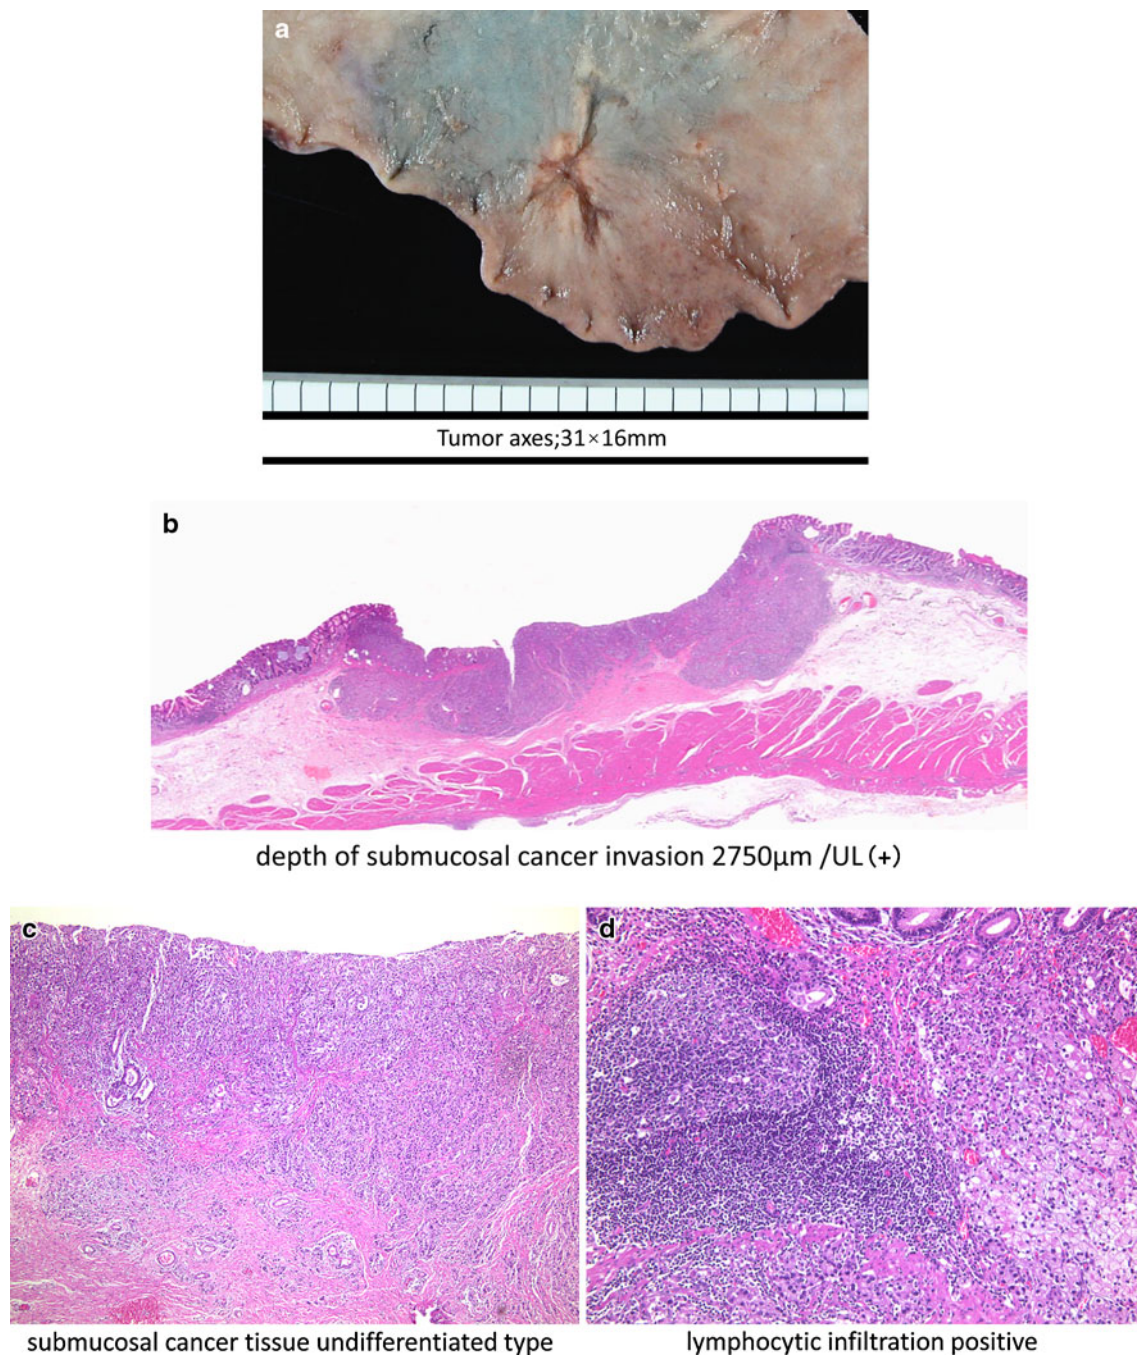 a
Tumor axes;31×16mm
b
depth of submucosal cancer invasion 2750μm /UL(+)
c
d
submucosal cancer tissue undifferentiated type
lymphocytic infiltration positive